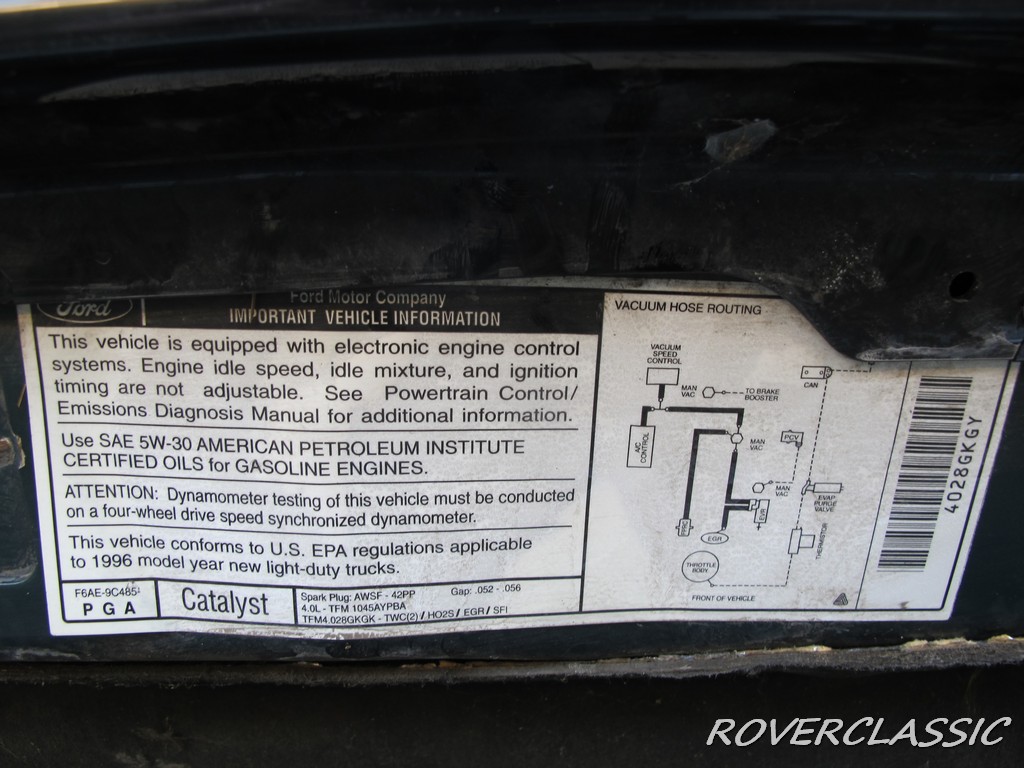 Ford
Ford Motor Company
IMPORTANT VEHICLE INFORMATION
This vehicle is equipped with electronic engine control
systems. Engine idle speed, idle mixture, and ignition
timing are not adjustable. See Powertrain Control/
Emissions Diagnosis Manual for additional information.
Use SAE 5W-30 AMERICAN PETROLEUM INSTITUTE
CERTIFIED OILS for GASOLINE ENGINES.
ATTENTION: Dynamometer testing of this vehicle must be conducted
on a four-wheel drive speed synchronized dynamometer.
This vehicle conforms to U.S. EPA regulations applicable
to 1996 model year new light-duty trucks.
F6AE-9C485
PGA
Catalyst
Spark Plug: AWSF - 42PP Gap: .052 - .056
4.0L - TFM 1045AYPBA
TFM4.028GKGK - TWC(2) / HO2S / EGR / SFI
VACUUM HOSE ROUTING
VACUUM
SPEED
CONTROL
MAN
VAC
TO BRAKE
BOOSTER
CAN
A/C
CONTROL
MAN
VAC
PCV
MAN
VAC
EVAP
PURGE
VALVE
EVR
FPRC
EGR
THERMISTOR
THROTTLE
BODY
FRONT OF VEHICLE
4028GKGY
ROVERCLASSIC